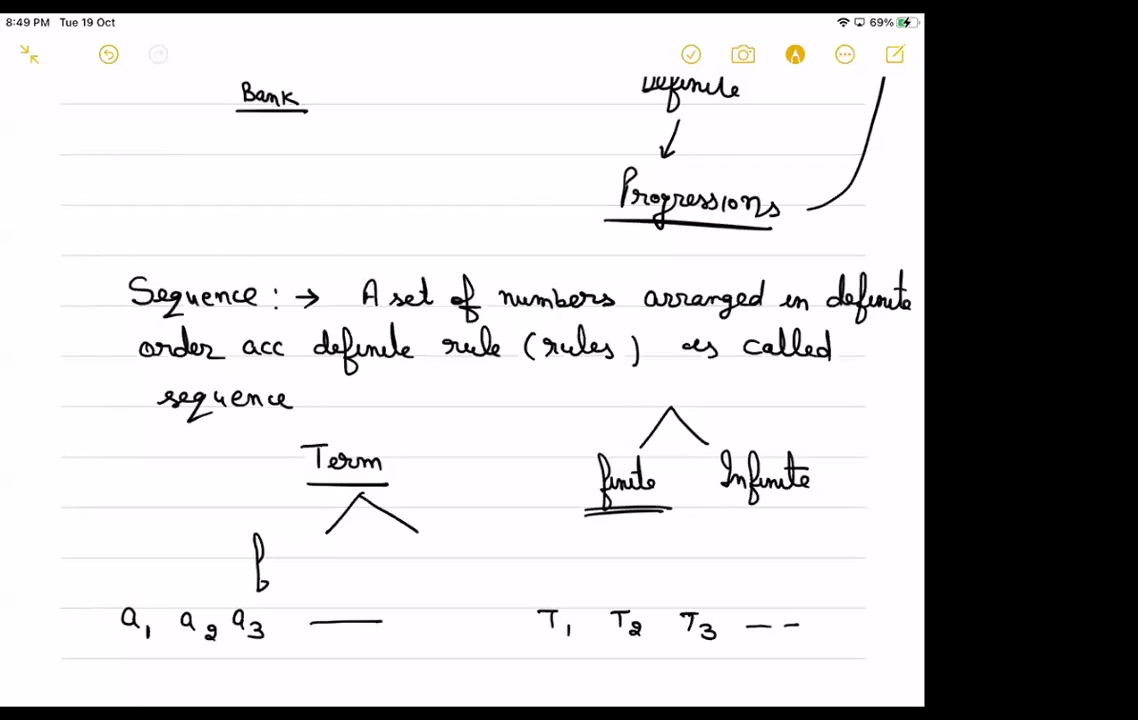 8:49 PM Tue 19 Oct 69%
Bank
Definite
Progressions
Sequence : → A set of numbers arranged in definite
order acc definite rule (rules) is called
sequence
Term
finite Infinite
f
a1 a2 a3 —— T1 T2 T3 — –